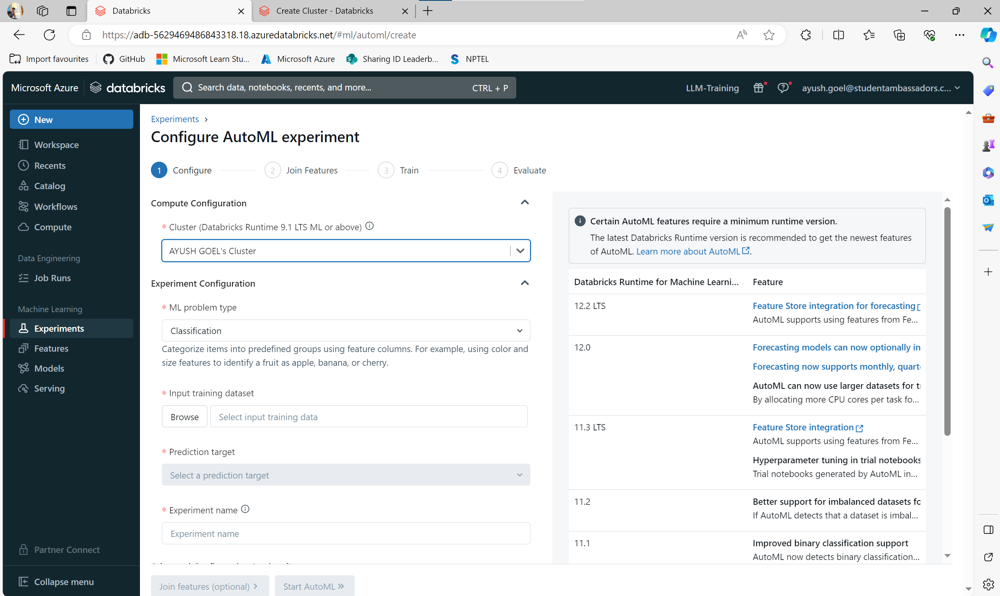 Databricks
Create Cluster - Databricks
https://adb-5629469486843318.18.azuredatabricks.net/#ml/automl/create
Import favourites
GitHub
Microsoft Learn Stu...
Microsoft Azure
Sharing ID Leaderb...
NPTEL
Microsoft Azure
databricks
Search data, notebooks, recents, and more...
CTRL + P
LLM-Training
ayush.goel@studentambassadors.c...
New
Workspace
Recents
Catalog
Workflows
Compute
Data Engineering
Job Runs
Machine Learning
Experiments
Features
Models
Serving
Partner Connect
Collapse menu
Experiments
Configure AutoML experiment
1 Configure
2 Join Features
3 Train
4 Evaluate
Compute Configuration
* Cluster (Databricks Runtime 9.1 LTS ML or above)
AYUSH GOEL's Cluster
Experiment Configuration
* ML problem type
Classification
Categorize items into predefined groups using feature columns. For example, using color and
size features to identify a fruit as apple, banana, or cherry.
* Input training dataset
Browse
Select input training data
* Prediction target
Select a prediction target
* Experiment name
Experiment name
Join features (optional)
Start AutoML
Certain AutoML features require a minimum runtime version.
The latest Databricks Runtime version is recommended to get the newest features
of AutoML. Learn more about AutoML.
Databricks Runtime for Machine Learni...
Feature
12.2 LTS
Feature Store integration for forecasting
AutoML supports using features from Fe...
12.0
Forecasting models can now optionally in
Forecasting now supports monthly, quart
AutoML can now use larger datasets for t
By allocating more CPU cores per task fo...
11.3 LTS
Feature Store integration
AutoML supports using features from Fe...
Hyperparameter tuning in trial notebooks
Trial notebooks generated by AutoML in...
11.2
Better support for imbalanced datasets fo
If AutoML detects that a dataset is imbal...
11.1
Improved binary classification support
AutoML now detects binary classification...